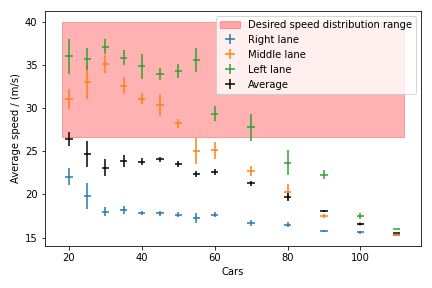 Desired speed distribution range
Right lane
Middle lane
Left lane
Average
Average speed / (m/s)
40
35
30
25
20
15
20
40
60
80
100
Cars